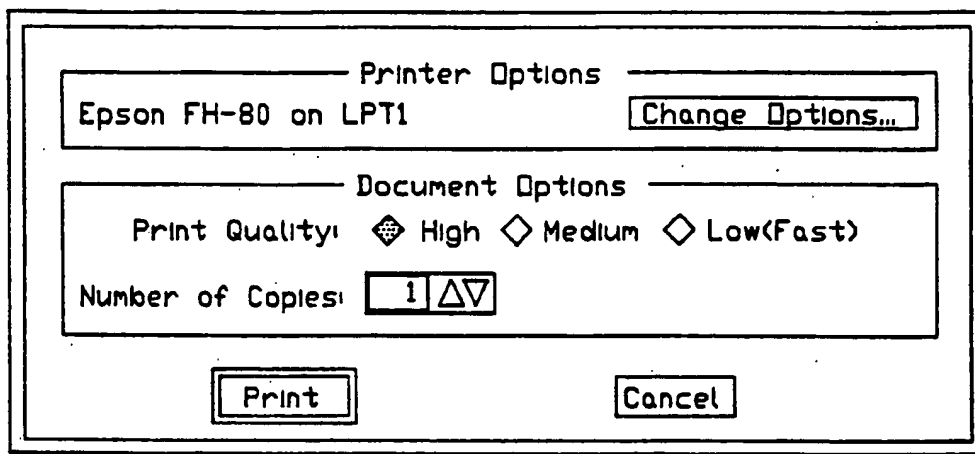 Printer Options
Epson FH-80 on LPT1 Change Options...
Document Options
Print Quality: High Medium Low(Fast)
Number of Copies: 1
Print Cancel